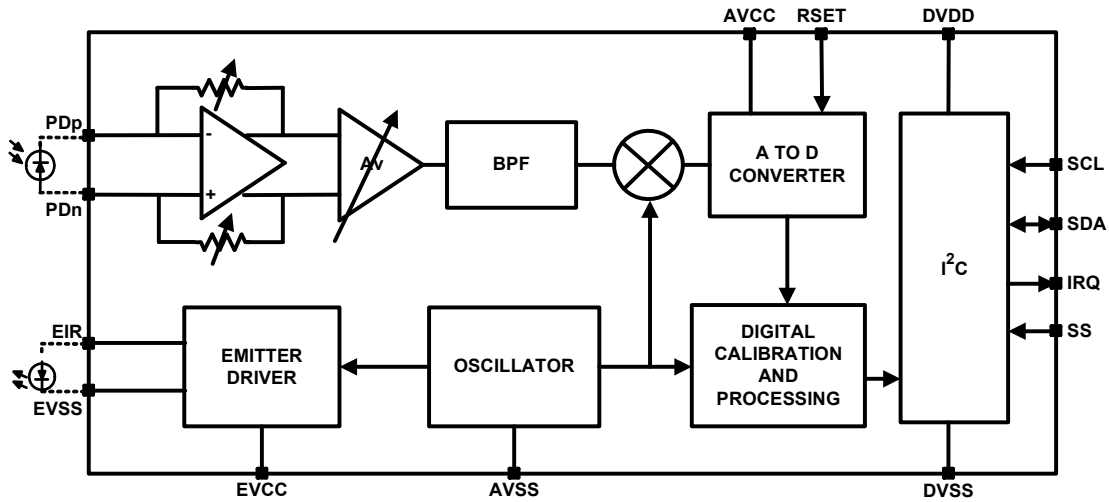 AVCC RSET DVDD
PDp
PDn
-
+
Av
BPF
A TO D
CONVERTER
I²C
SCL
SDA
IRQ
SS
EIR
EVSS
EMITTER
DRIVER
OSCILLATOR
DIGITAL
CALIBRATION
AND
PROCESSING
EVCC AVSS DVSS